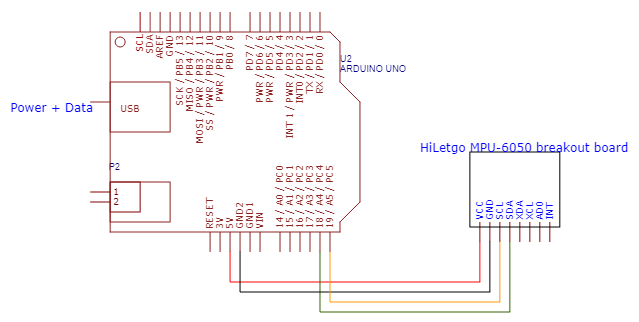 SCL
SDA
AREF
GND
SCK / PB5 / 13
MISO / PB4 / 12
MOSI / PWR / PB3 / 11
SS / PWR / PB2 / 10
PWR / PB1 / 9
PB0 / 8
PD7 / 7
PWR / PD6 / 6
PWR / PD5 / 5
PD4 / 4
INT 1 / PWR / PD3 / 3
INT0 / PD2 / 2
TX / PD1 / 1
RX / PD0 / 0
U2
ARDUINO UNO
Power + Data
USB
P2
1
2
RESET
3V
5V
GND2
GND1
VIN
14 / A0 / PC0
15 / A1 / PC1
16 / A2 / PC2
17 / A3 / PC3
18 / A4 / PC4
19 / A5 / PC5
HiLetgo MPU-6050 breakout board
VCC
GND
SCL
SDA
XDA
XCL
AD0
INT